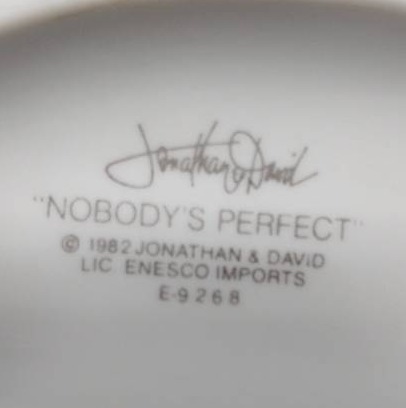 Jonathan & David
"NOBODY'S PERFECT"
© 1982 JONATHAN & DAVID
LIC ENESCO IMPORTS
E-9268